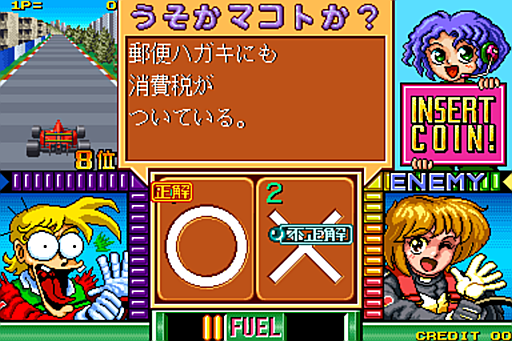 1P= 0
うそかマコトか？
郵便ハガキにも
消費税が
ついている。
INSERT
COIN!
8位
ENEMY
正解
2
不正解
FUEL
CREDIT 00